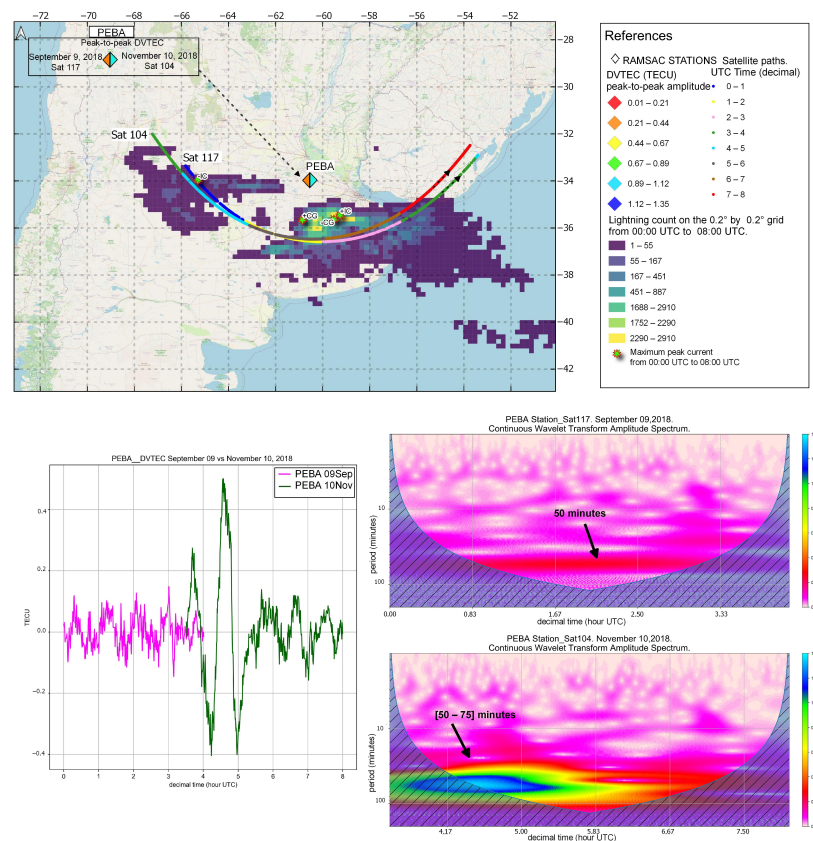 −72 −70 −68 −66 −64 −62 −60 −58 −56 −54 −52
PEBA
Peak-to-peak DVTEC
September 9, 2018 November 10, 2018
Sat 117 Sat 104
−28
−30
−32
−34
−36
−38
−40
−42
Sat 104
Sat 117
PEBA
+IC
+CG
+IC
-CG
References
RAMSAC STATIONS Satellite paths.
DVTEC (TECU) UTC Time (decimal)
peak-to-peak amplitude
0.01 – 0.21
0.21 – 0.44
0.44 – 0.67
0.67 – 0.89
0.89 – 1.12
1.12 – 1.35
0 – 1
1 – 2
2 – 3
3 – 4
4 – 5
5 – 6
6 – 7
7 – 8
Lightning count on the 0.2° by 0.2° grid
from 00:00 UTC to 08:00 UTC.
1 – 55
55 – 167
167 – 451
451 – 887
1688 – 2910
1752 – 2290
2290 – 2910
Maximum peak current
from 00:00 UTC to 08:00 UTC
PEBA__DVTEC September 09 vs November 10, 2018
PEBA 09Sep
PEBA 10Nov
TECU
0.4
0.2
0.0
−0.2
−0.4
0 1 2 3 4 5 6 7 8
decimal time (hour UTC)
PEBA Station_Sat117. September 09,2018.
Continuous Wavelet Transform Amplitude Spectrum.
50 minutes
period (minutes)
10
100
0.00 0.83 1.67 2.50 3.33
decimal time (hour UTC)
PEBA Station_Sat104. November 10,2018.
Continuous Wavelet Transform Amplitude Spectrum.
[50 – 75] minutes
period (minutes)
10
100
4.17 5.00 5.83 6.67 7.50
decimal time (hour UTC)